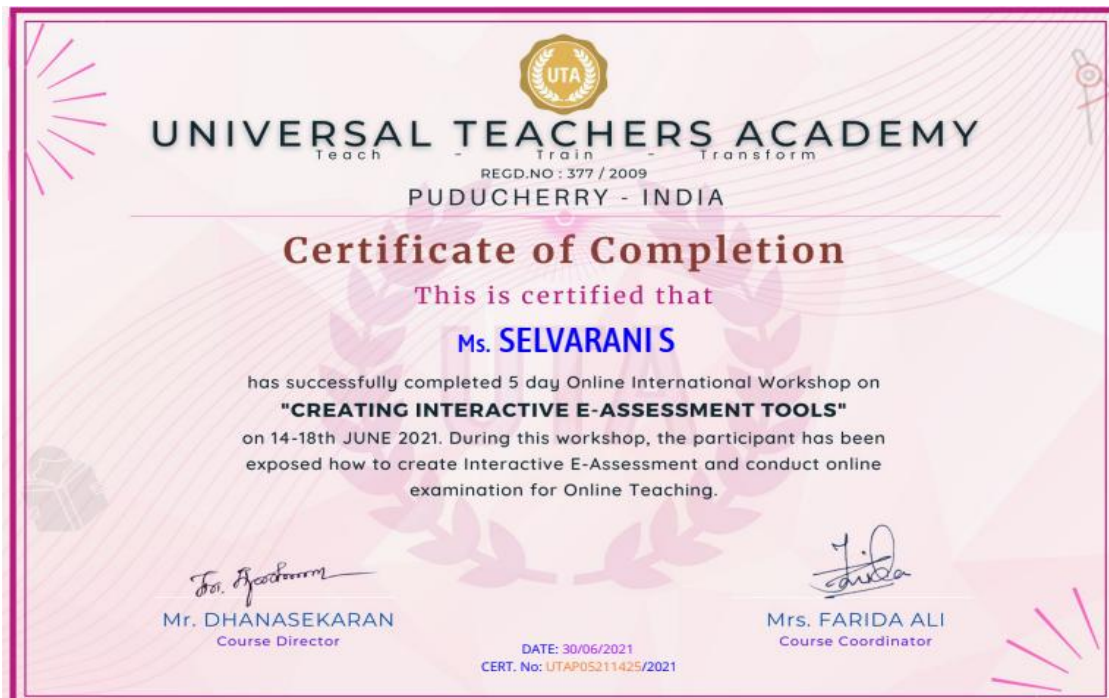 UTA
UNIVERSAL TEACHERS ACADEMY
Teach - Train - Transform
REGD.NO : 377 / 2009
PUDUCHERRY - INDIA
Certificate of Completion
This is certified that
Ms. SELVARANI S
has successfully completed 5 day Online International Workshop on
"CREATING INTERACTIVE E-ASSESSMENT TOOLS"
on 14-18th JUNE 2021. During this workshop, the participant has been
exposed how to create Interactive E-Assessment and conduct online
examination for Online Teaching.
Mr. DHANASEKARAN
Course Director
Mrs. FARIDA ALI
Course Coordinator
DATE: 30/06/2021
CERT. No: UTAP05211425/2021